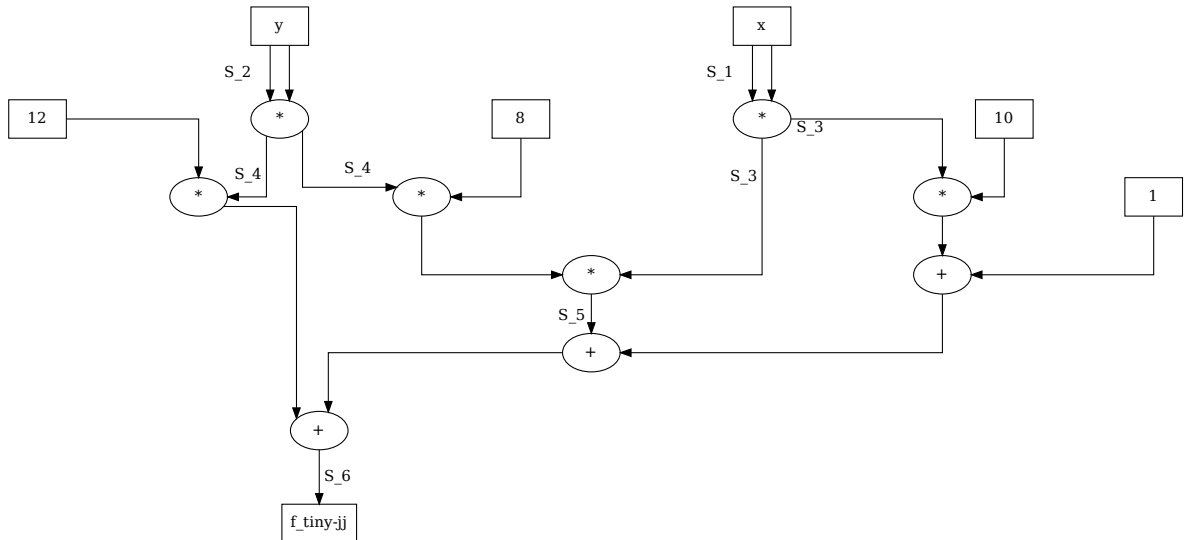 y
x
S_2
S_1
12
*
8
*
10
S_3
S_4
S_4
S_3
*
*
*
1
*
+
S_5
+
+
S_6
f_tiny-jj